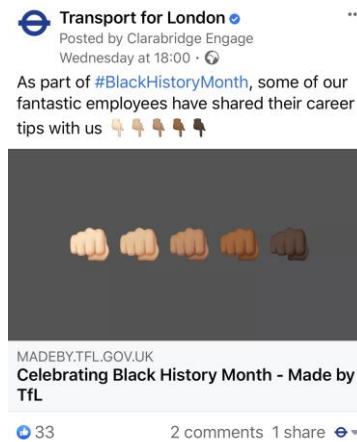 Transport for London
Posted by Clarabridge Engage
Wednesday at 18:00 ·
As part of #BlackHistoryMonth, some of our
fantastic employees have shared their career
tips with us 👇🏻👇🏼👇🏽👇🏾👇🏿
MADEBY.TFL.GOV.UK
Celebrating Black History Month - Made by
TfL
33 2 comments 1 share